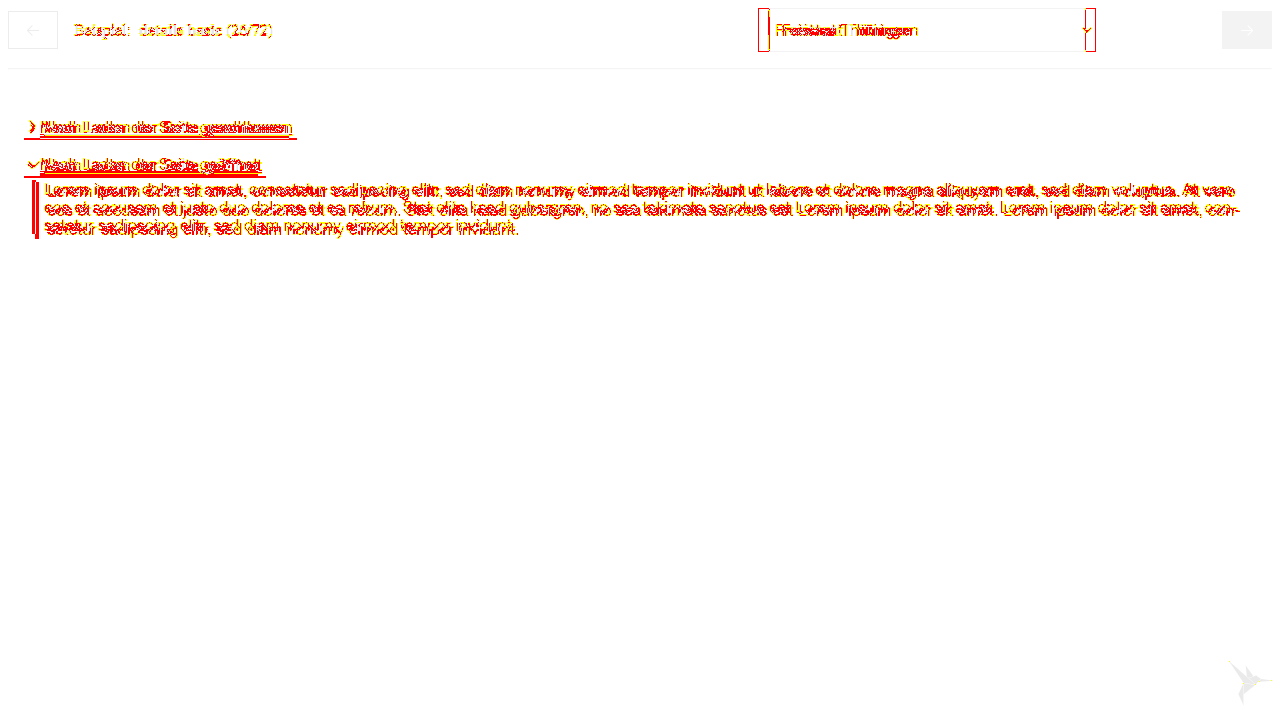 Beispiel: details basic (26/72)
Freistaat Thüringen
Nach Laden der Seite geschlossen
Nach Laden der Seite geöffnet
Lorem ipsum dolor sit amet, consetetur sadipscing elitr, sed diam nonumy eirmod tempor invidunt ut labore et dolore magna aliquyam erat, sed diam voluptua. At vero
eos et accusam et justo duo dolores et ea rebum. Stet clita kasd gubergren, no sea takimata sanctus est Lorem ipsum dolor sit amet. Lorem ipsum dolor sit amet, con-
setetur sadipscing elitr, sed diam nonumy eirmod tempor invidunt.